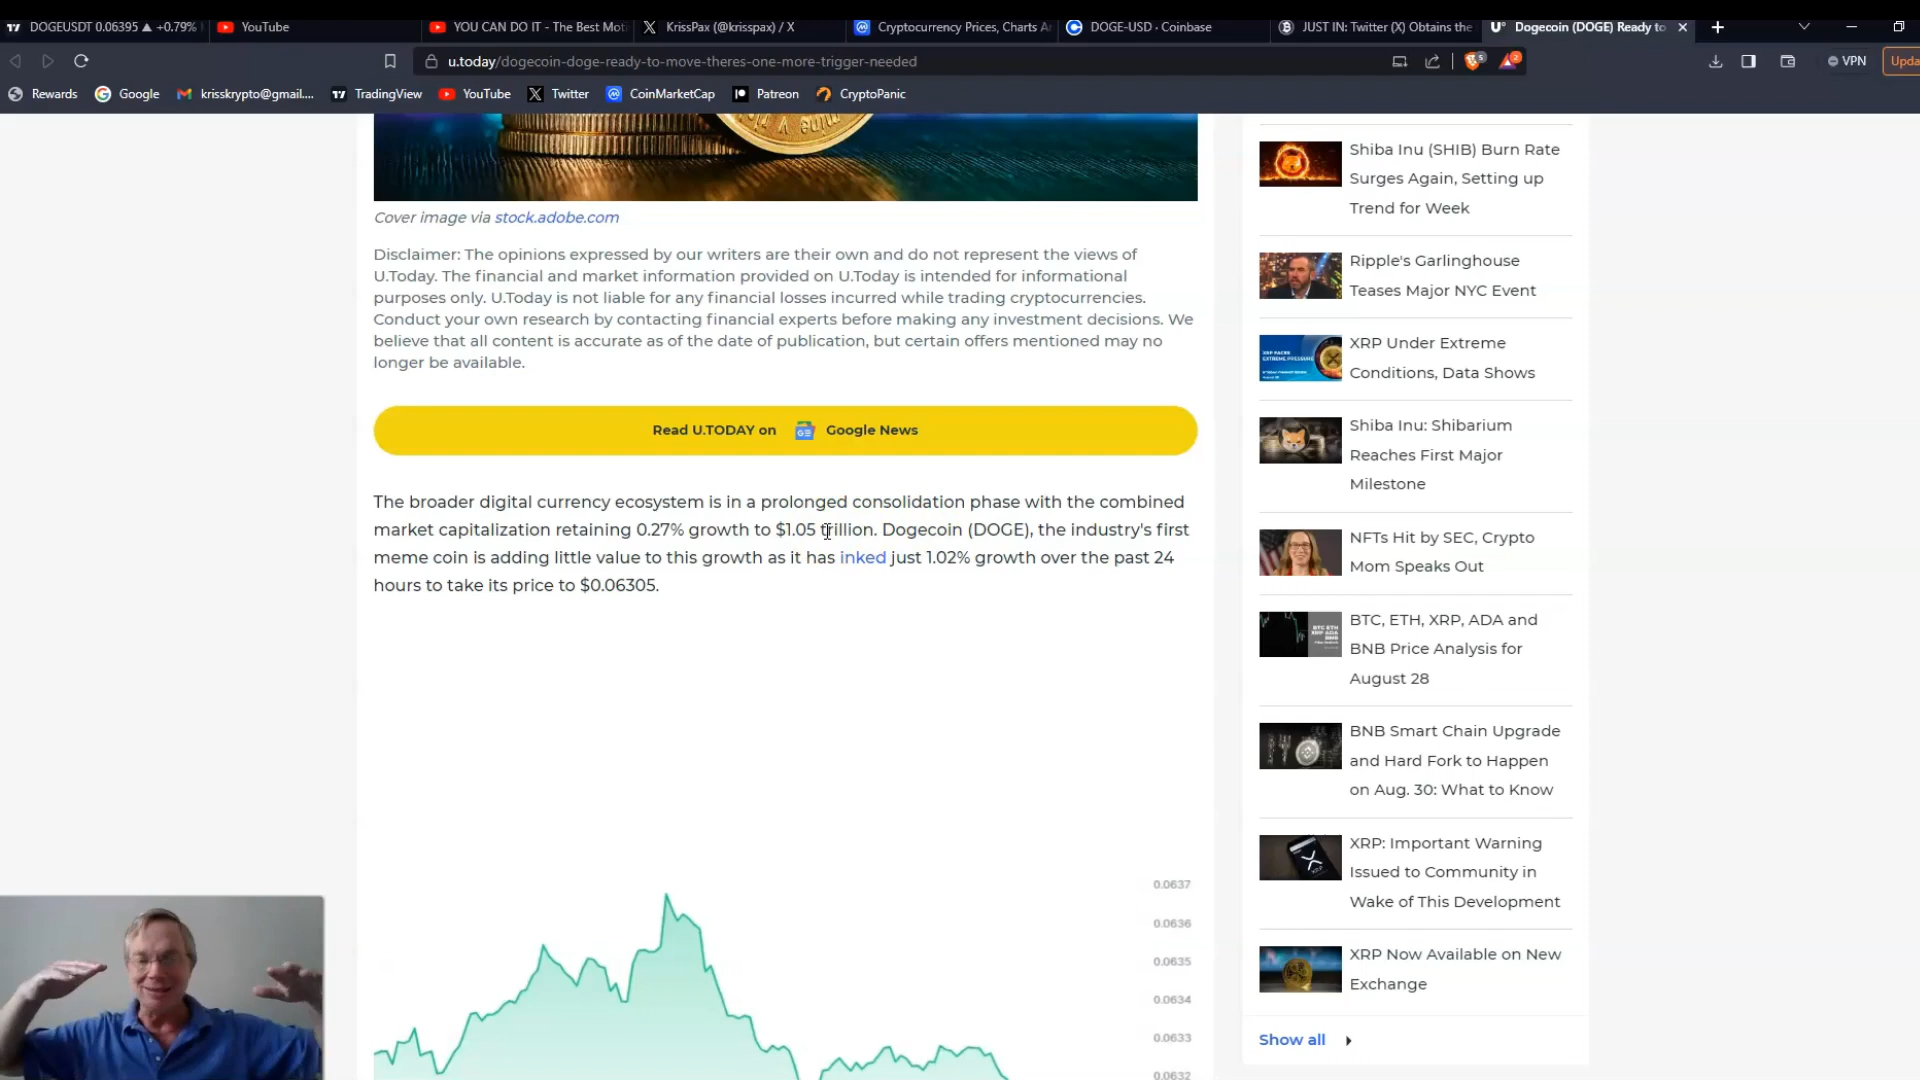 DOGEUSDT 0.06395 ▲ +0.79%
YouTube
YOU CAN DO IT - The Best Mot
KrissPax (@krisspax) / X
Cryptocurrency Prices, Charts A
DOGE-USD · Coinbase
JUST IN: Twitter (X) Obtains the
Dogecoin (DOGE) Ready to
u.today/dogecoin-doge-ready-to-move-theres-one-more-trigger-needed
5
2
VPN
Upda
Rewards
Google
krisskrypto@gmail....
TradingView
YouTube
Twitter
CoinMarketCap
Patreon
CryptoPanic
Cover image via stock.adobe.com
Disclaimer: The opinions expressed by our writers are their own and do not represent the views of
U.Today. The financial and market information provided on U.Today is intended for informational
purposes only. U.Today is not liable for any financial losses incurred while trading cryptocurrencies.
Conduct your own research by contacting financial experts before making any investment decisions. We
believe that all content is accurate as of the date of publication, but certain offers mentioned may no
longer be available.
Read U.TODAY on Google News
The broader digital currency ecosystem is in a prolonged consolidation phase with the combined
market capitalization retaining 0.27% growth to $1.05 trillion. Dogecoin (DOGE), the industry's first
meme coin is adding little value to this growth as it has inked just 1.02% growth over the past 24
hours to take its price to $0.06305.
0.0637
0.0636
0.0635
0.0634
0.0633
0.0632
Shiba Inu (SHIB) Burn Rate
Surges Again, Setting up
Trend for Week
Ripple's Garlinghouse
Teases Major NYC Event
XRP Under Extreme
Conditions, Data Shows
Shiba Inu: Shibarium
Reaches First Major
Milestone
NFTs Hit by SEC, Crypto
Mom Speaks Out
BTC, ETH, XRP, ADA and
BNB Price Analysis for
August 28
BNB Smart Chain Upgrade
and Hard Fork to Happen
on Aug. 30: What to Know
XRP: Important Warning
Issued to Community in
Wake of This Development
XRP Now Available on New
Exchange
Show all